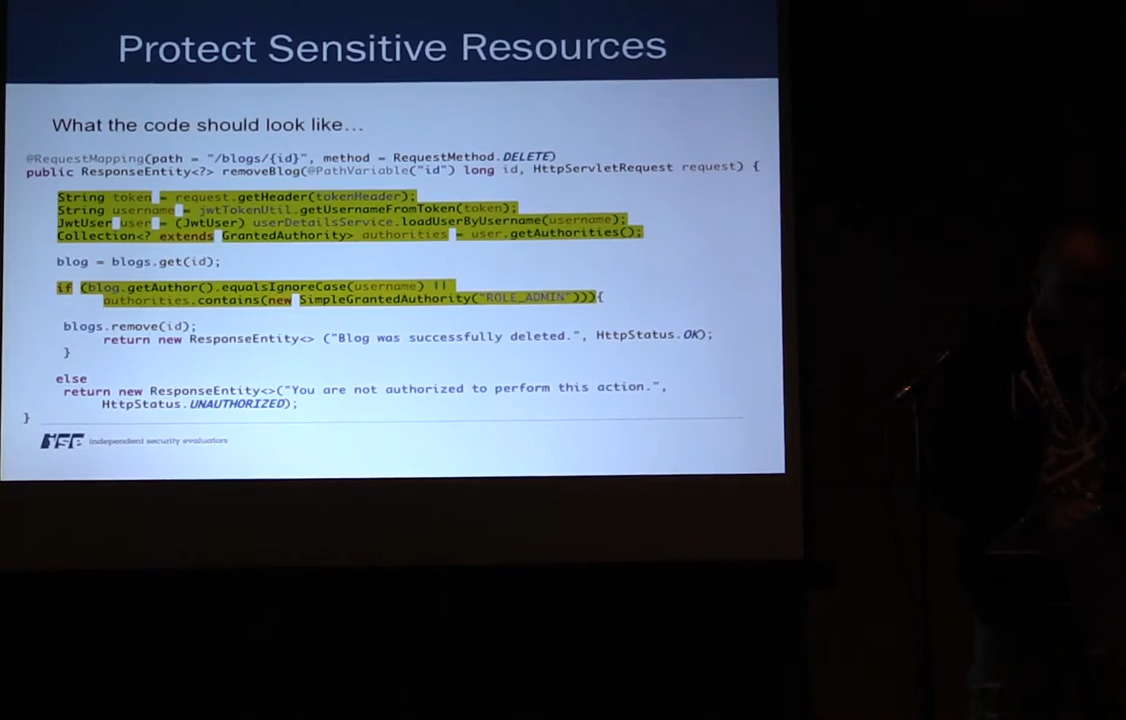 Protect Sensitive Resources
What the code should look like…
@RequestMapping(path = "/blogs/{id}", method = RequestMethod.DELETE)
public ResponseEntity<?> removeBlog(@PathVariable("id") long id, HttpServletRequest request) {
String token = request.getHeader(tokenHeader);
String username = jwtTokenUtil.getUsernameFromToken(token);
JwtUser user = (JwtUser) userDetailsService.loadUserByUsername(username);
Collection<? extends GrantedAuthority> authorities = user.getAuthorities();
blog = blogs.get(id);
if (blog.getAuthor().equalsIgnoreCase(username) ||
authorities.contains(new SimpleGrantedAuthority("ROLE_ADMIN"))){
blogs.remove(id);
return new ResponseEntity<> ("Blog was successfully deleted.", HttpStatus.OK);
}
else
return new ResponseEntity<>("You are not authorized to perform this action.",
HttpStatus.UNAUTHORIZED);
}
ise independent security evaluators